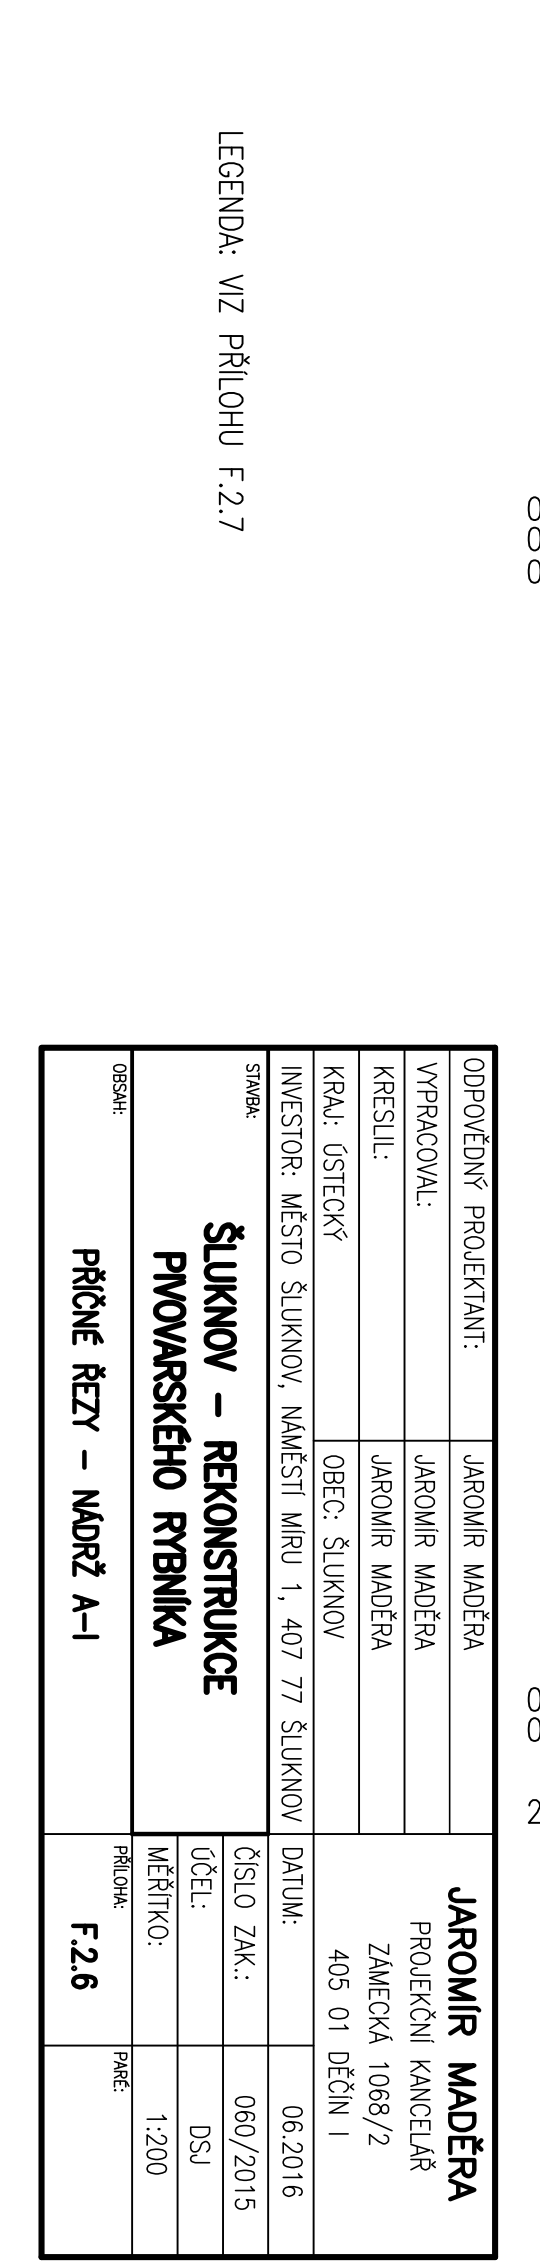 LEGENDA: VIZ PŘÍLOHU F.2.7
ODPOVĚDNÝ PROJEKTANT: JAROMÍR MADĚRA
VYPRACOVAL: JAROMÍR MADĚRA
KRESLIL: JAROMÍR MADĚRA
KRAJ: ÚSTECKÝ OBEC: ŠLUKNOV
JAROMÍR MADĚRA
PROJEKČNÍ KANCELÁŘ
ZÁMECKÁ 1068/2
405 01 DĚČÍN I
INVESTOR: MĚSTO ŠLUKNOV, NÁMĚSTÍ MÍRU 1, 407 77 ŠLUKNOV
DATUM: 06.2016
STAVBA:
ŠLUKNOV – REKONSTRUKCE
PIVOVARSKÉHO RYBNÍKA
ČÍSLO ZAK.: 060/2015
ÚČEL: DSJ
MĚŘÍTKO: 1:200
OBSAH:
PŘÍČNÉ ŘEZY – NÁDRŽ A–I
PŘÍLOHA:
F.2.6
PARÉ: